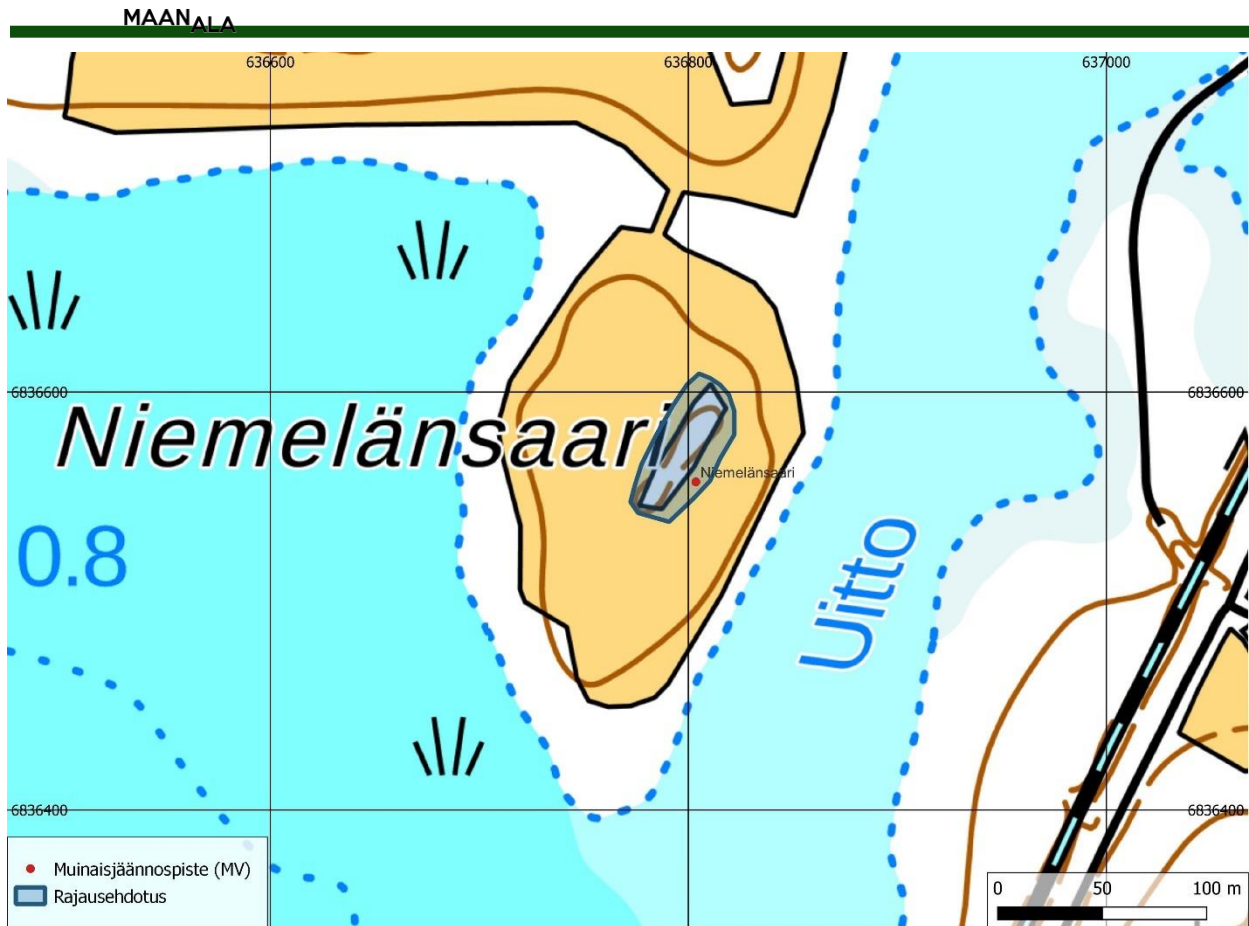 MAANALA
636600 636800 637000
6836600 6836600
Niemelänsaari
Niemelänsaari
0.8
Uitto
6836400 6836400
Muinaisjäännospiste (MV)
Rajausehdotus
0 50 100 m